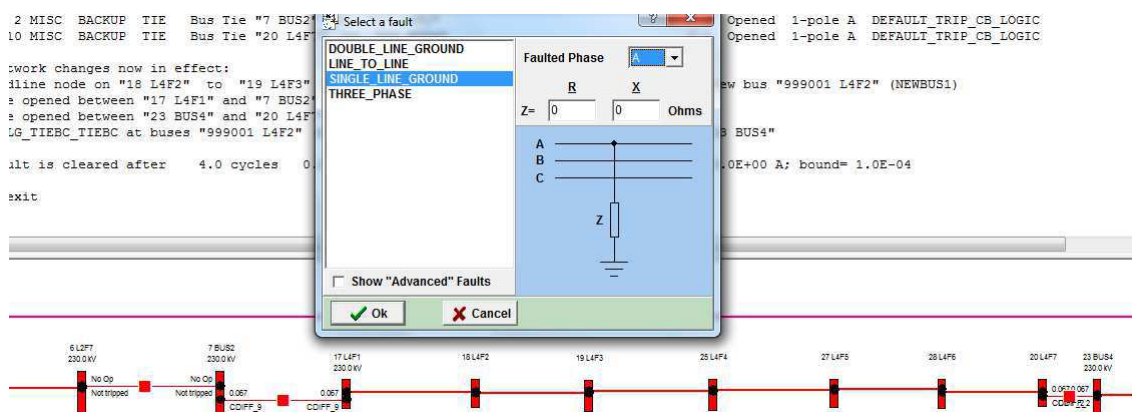 2 MISC BACKUP TIE Bus Tie "7 BUS2" Opened 1-pole A DEFAULT_TRIP_CB_LOGIC
10 MISC BACKUP TIE Bus Tie "20 L4F Opened 1-pole A DEFAULT_TRIP_CB_LOGIC
twork changes now in effect:
dline node on "18 L4F2" to "19 L4F3" ew bus "999001 L4F2" (NEWBUS1)
e opened between "17 L4F1" and "7 BUS2"
e opened between "23 BUS4" and "20 L4F
LG_TIEBC_TIEBC at buses "999001 L4F2" 3 BUS4"
ult is cleared after 4.0 cycles 0. .0E+00 A; bound= 1.0E-04
exit
Select a fault
DOUBLE_LINE_GROUND
LINE_TO_LINE
SINGLE_LINE_GROUND
THREE_PHASE
Faulted Phase A
R X
Z= 0 0 Ohms
A
B
C
Z
Show "Advanced" Faults
Ok Cancel
6 L2F7
230.0 kV
7 BUS2
230.0 kV
17 L4F1
230.0 kV
18 L4F2
19 L4F3
25 L4F4
27 L4F5
28 L4F6
20 L4F7
23 BUS4
230.0 kV
No Op
Not tripped
No Op
Not tripped
0.067
CDIFF_9
0.067
CDIFF_9
0.067
0.067